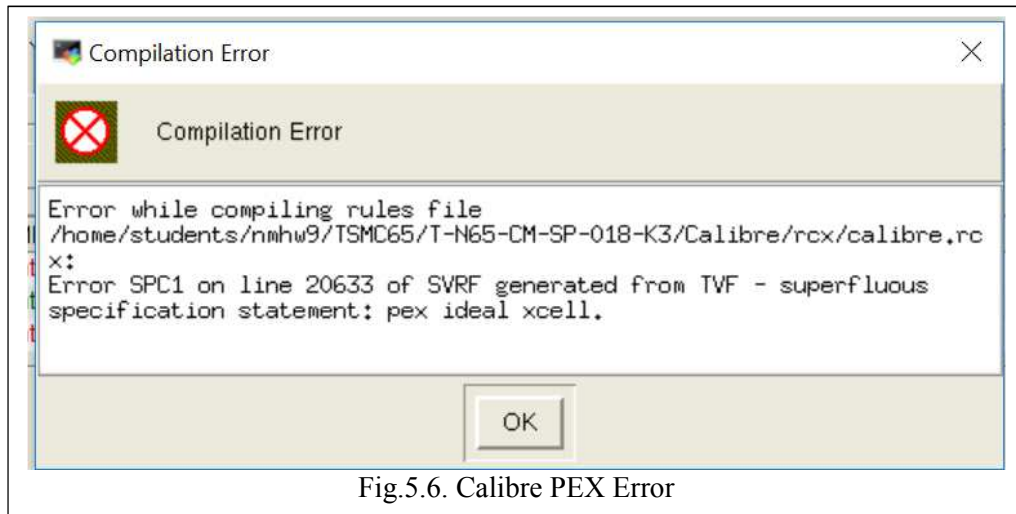 Compilation Error
Compilation Error
Error while compiling rules file
/home/students/nmhw9/TSMC65/T-N65-CM-SP-018-K3/Calibre/rcx/calibre.rc
x:
Error SPC1 on line 20633 of SVRF generated from TVF - superfluous
specification statement: pex ideal xcell.
OK
Fig.5.6. Calibre PEX Error